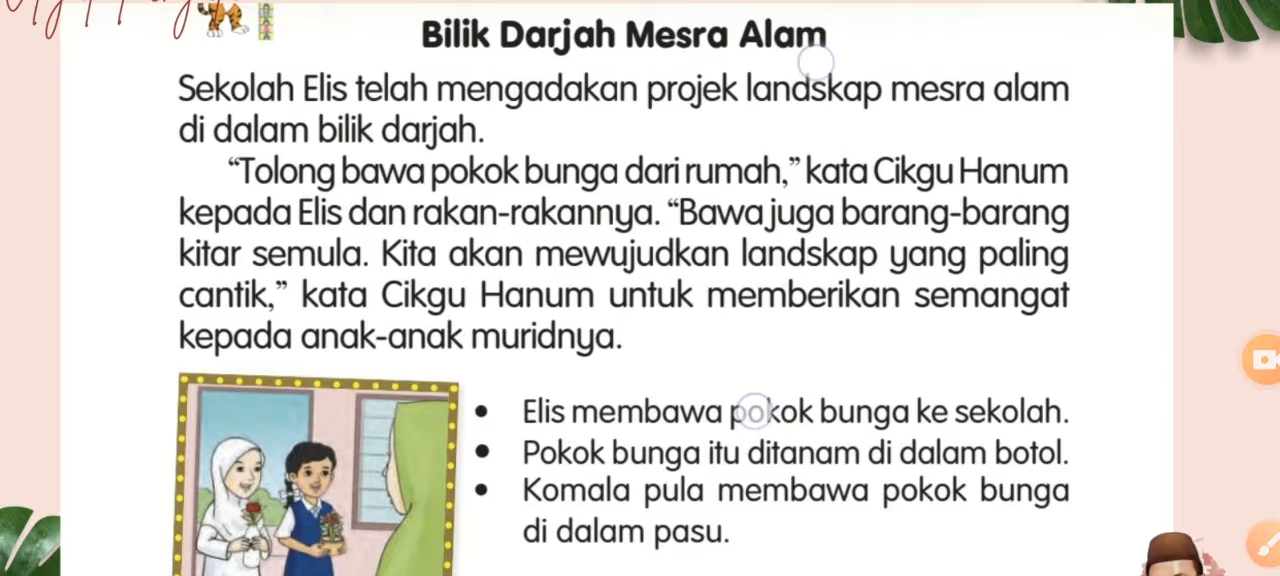 Bilik Darjah Mesra Alam
Sekolah Elis telah mengadakan projek landskap mesra alam
di dalam bilik darjah.
“Tolong bawa pokok bunga dari rumah,” kata Cikgu Hanum
kepada Elis dan rakan-rakannya. “Bawa juga barang-barang
kitar semula. Kita akan mewujudkan landskap yang paling
cantik,” kata Cikgu Hanum untuk memberikan semangat
kepada anak-anak muridnya.
• Elis membawa pokok bunga ke sekolah.
• Pokok bunga itu ditanam di dalam botol.
• Komala pula membawa pokok bunga
di dalam pasu.